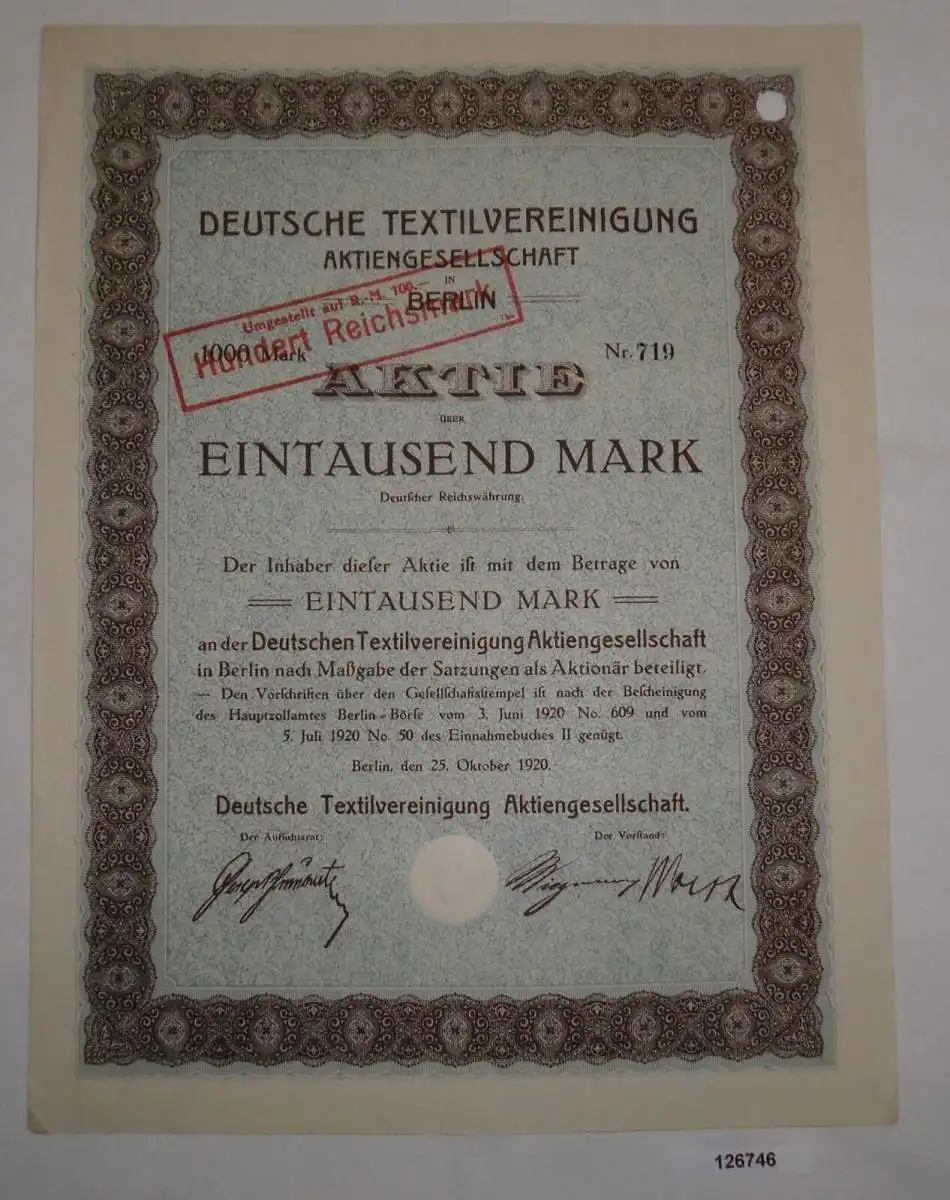 DEUTSCHE TEXTILVEREINIGUNG
AKTIENGESELLSCHAFT
IN
BERLIN
Umgestellt auf R.-M. 100.-
Hundert Reichsmark
1000 Mark
Nr. 719
AKTIE
ÜBER
EINTAUSEND MARK
Deutscher Reichswährung.
Der Inhaber dieser Aktie ist mit dem Betrage von
EINTAUSEND MARK
an der Deutschen Textilvereinigung Aktiengesellschaft
in Berlin nach Maßgabe der Satzungen als Aktionär beteiligt.
— Den Vorschriften über den Gesellschaftsstempel ist nach der Bescheinigung
des Hauptzollamtes Berlin-Börse vom 3. Juni 1920 No. 609 und vom
5. Juli 1920 No. 50 des Einnahmebuches II genügt.
Berlin, den 25. Oktober 1920.
Deutsche Textilvereinigung Aktiengesellschaft.
Der Aufsichtsrat:
Der Vorstand:
126746